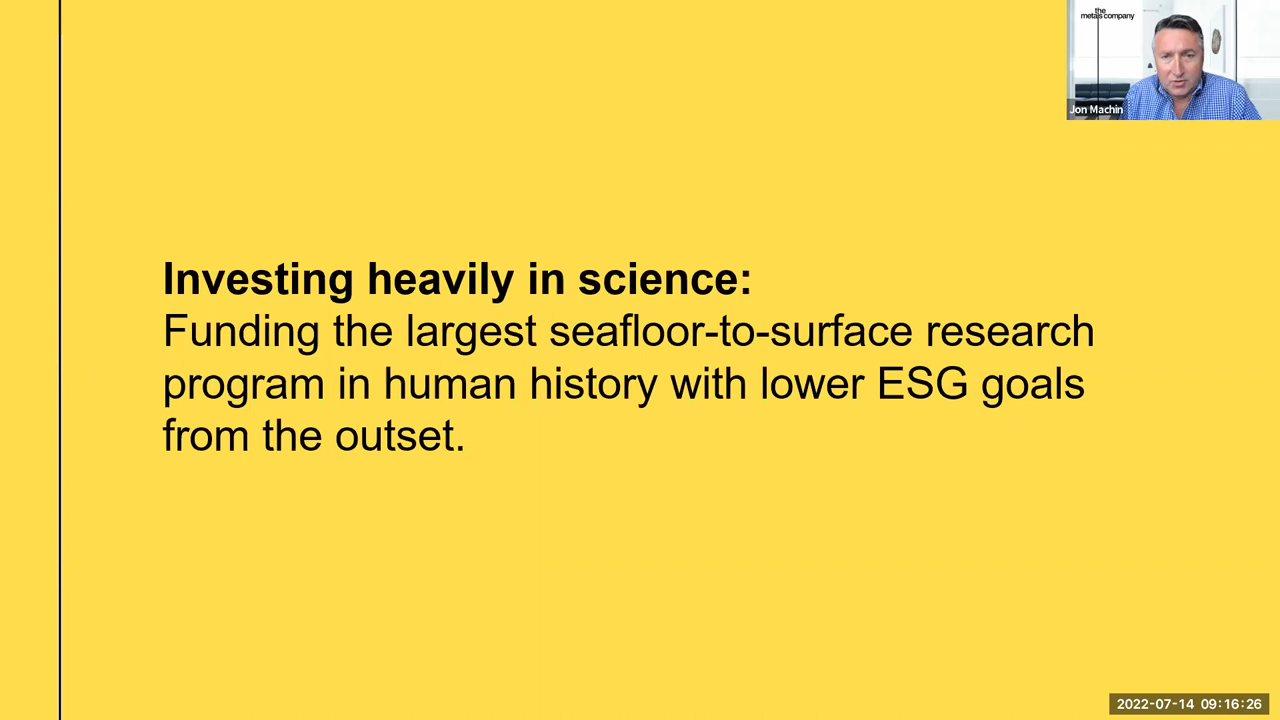 the
metals company
Jon Machin
Investing heavily in science:
Funding the largest seafloor-to-surface research
program in human history with lower ESG goals
from the outset.
2022-07-14 09:16:26